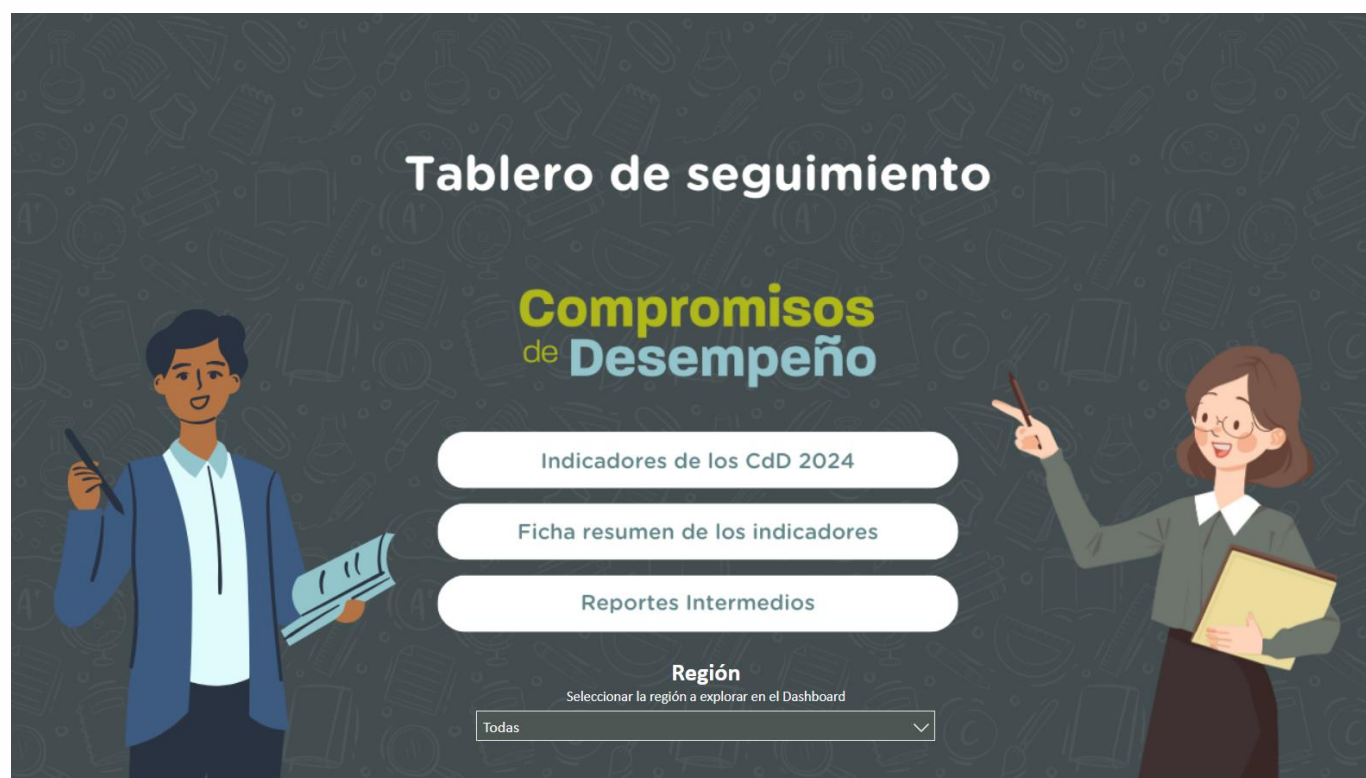 Tablero de seguimiento
Compromisos
de Desempeño
Indicadores de los CdD 2024
Ficha resumen de los indicadores
Reportes Intermedios
Región
Seleccionar la región a explorar en el Dashboard
Todas